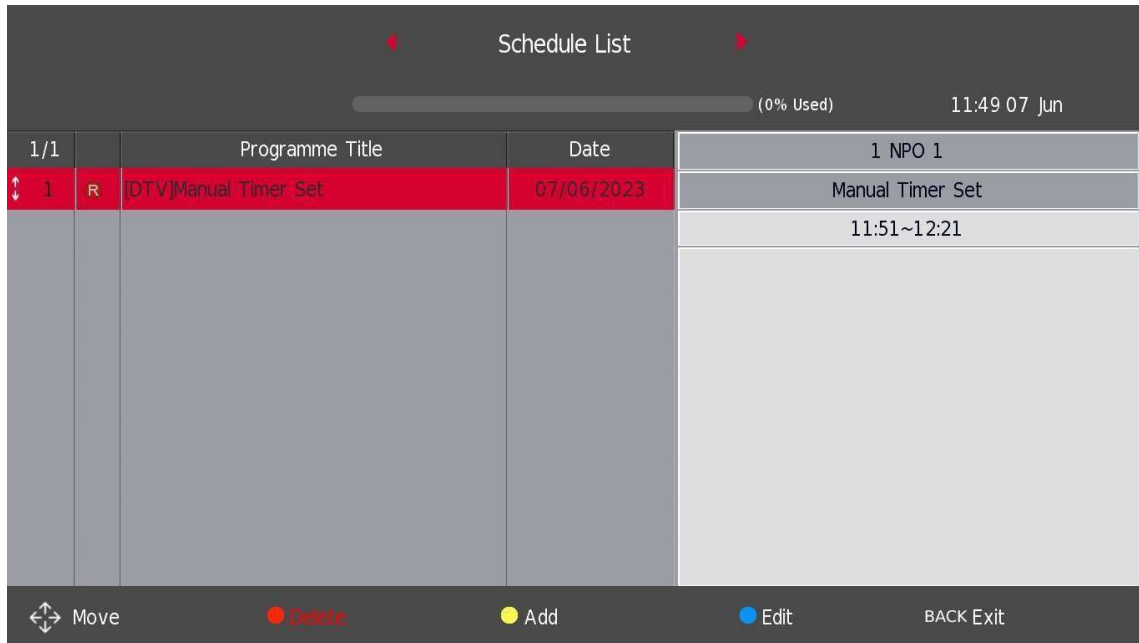 Schedule List
(0% Used) 11:49 07 Jun
1/1 Programme Title Date 1 NPO 1
1 R [DTV]Manual Timer Set 07/06/2023 Manual Timer Set
11:51~12:21
Move Delete Add Edit BACK Exit